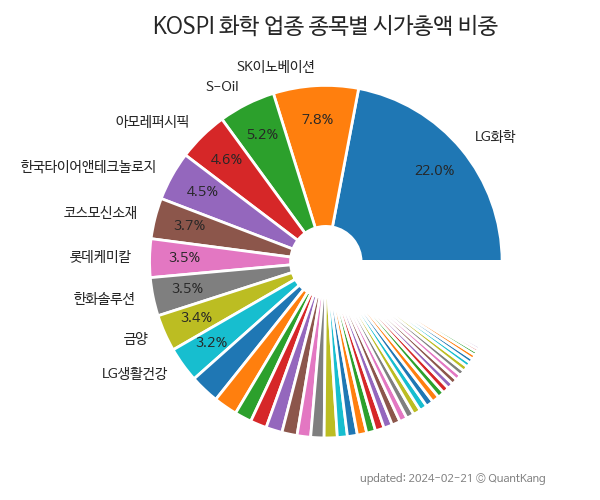 KOSPI 화학 업종 종목별 시가총액 비중
SK이노베이션
S-Oil
아모레퍼시픽
한국타이어앤테크놀로지
코스모신소재
롯데케미칼
한화솔루션
금양
LG생활건강
LG화학
22.0%
7.8%
5.2%
4.6%
4.5%
3.7%
3.5%
3.5%
3.4%
3.2%
updated: 2024-02-21 © QuantKang